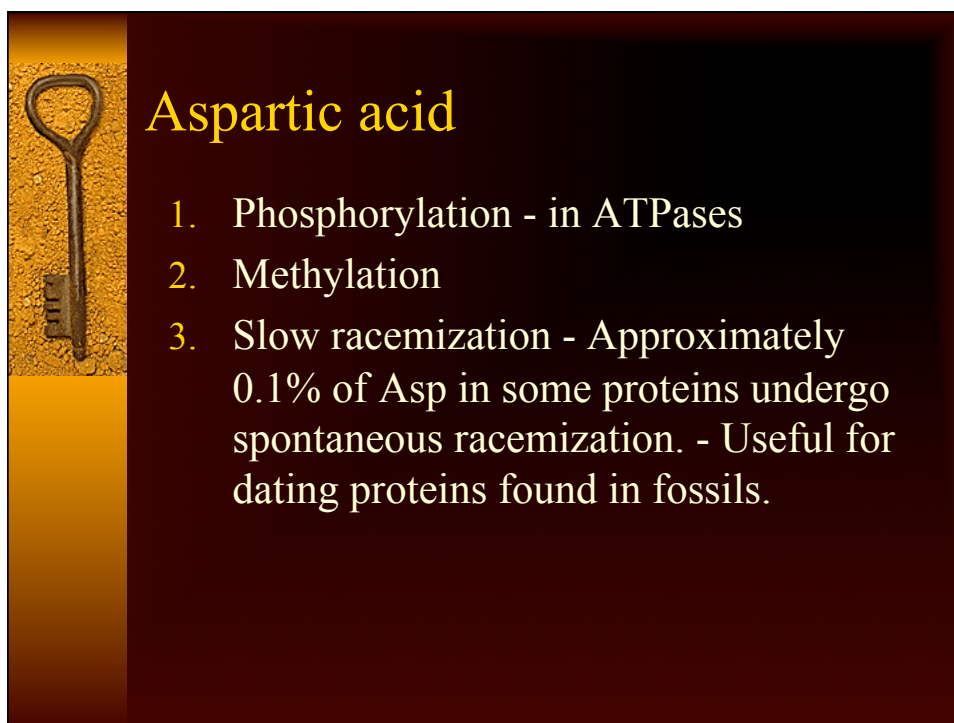 Aspartic acid
1. Phosphorylation - in ATPases
2. Methylation
3. Slow racemization - Approximately
0.1% of Asp in some proteins undergo
spontaneous racemization. - Useful for
dating proteins found in fossils.